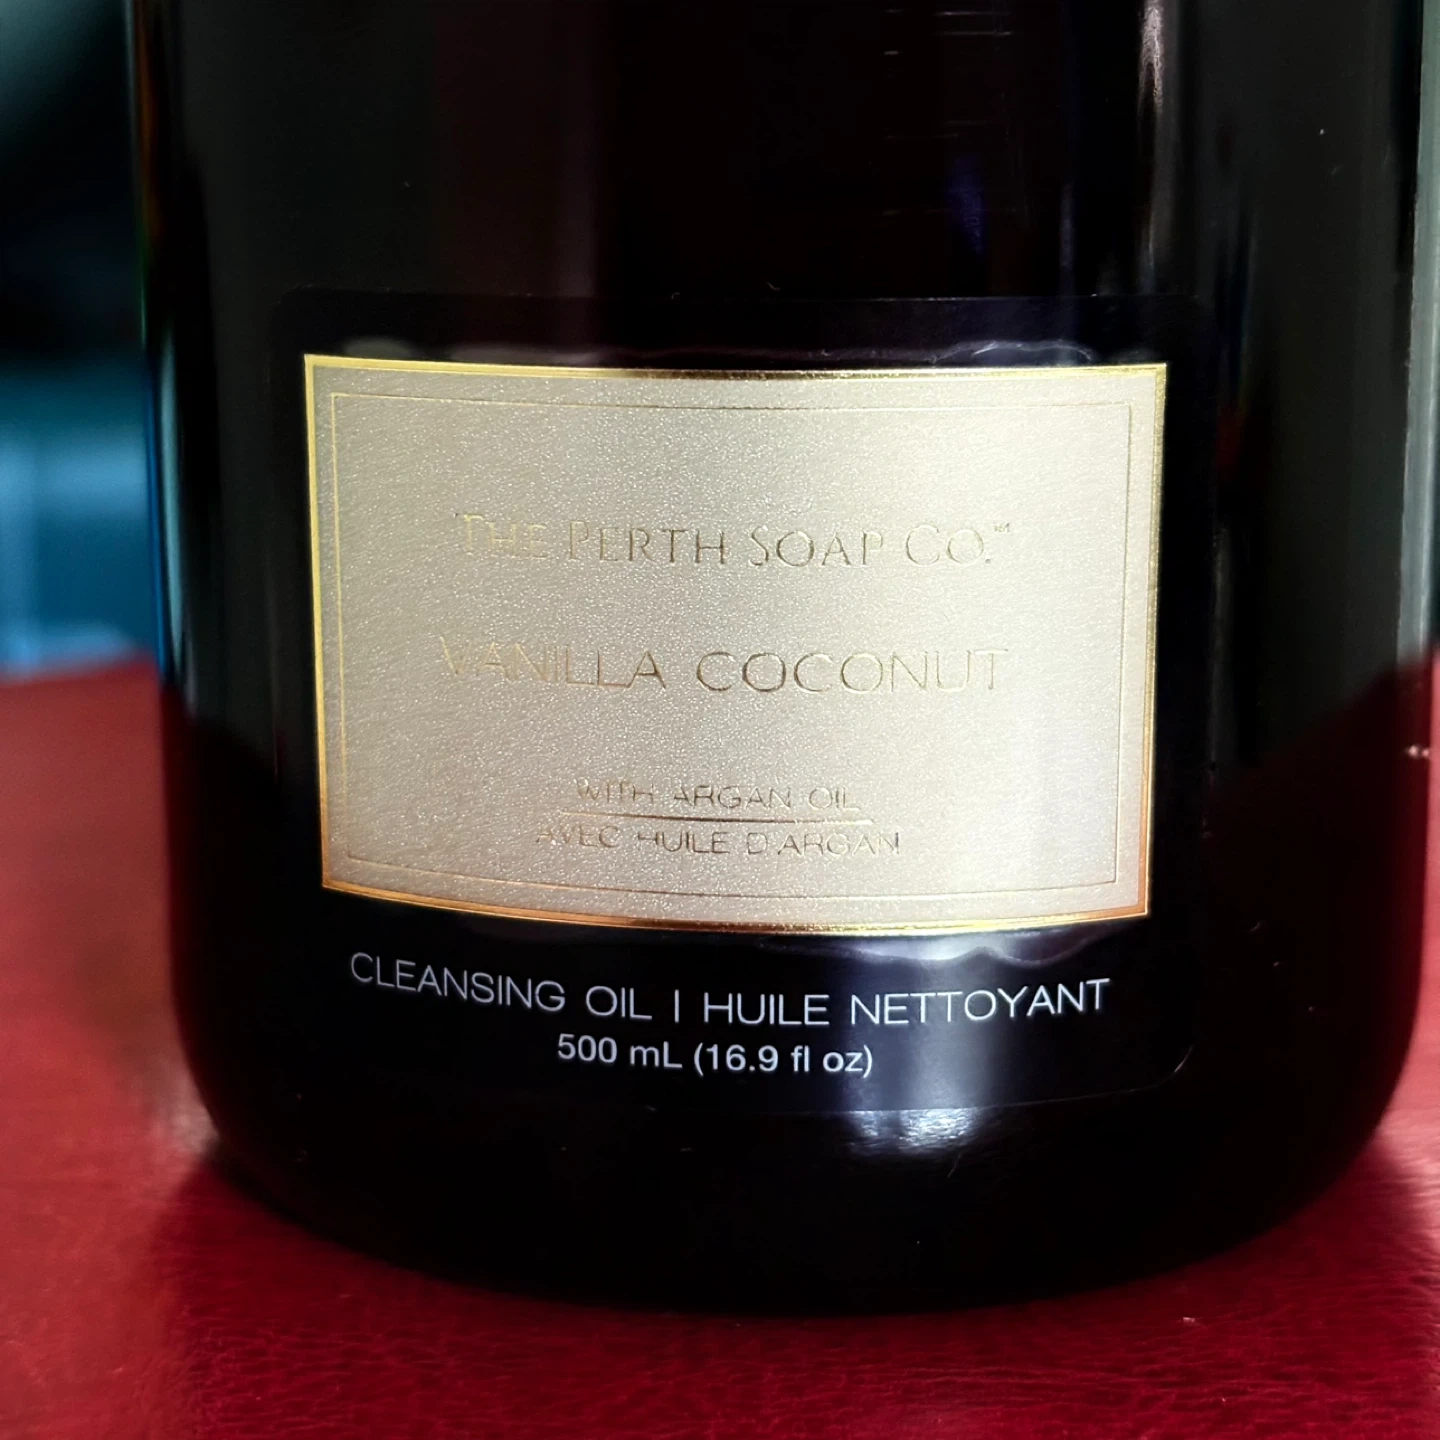 THE PERTH SOAP CO.™
VANILLA COCONUT
WITH ARGAN OIL
AVEC HUILE D'ARGAN
CLEANSING OIL | HUILE NETTOYANT
500 mL (16.9 fl oz)